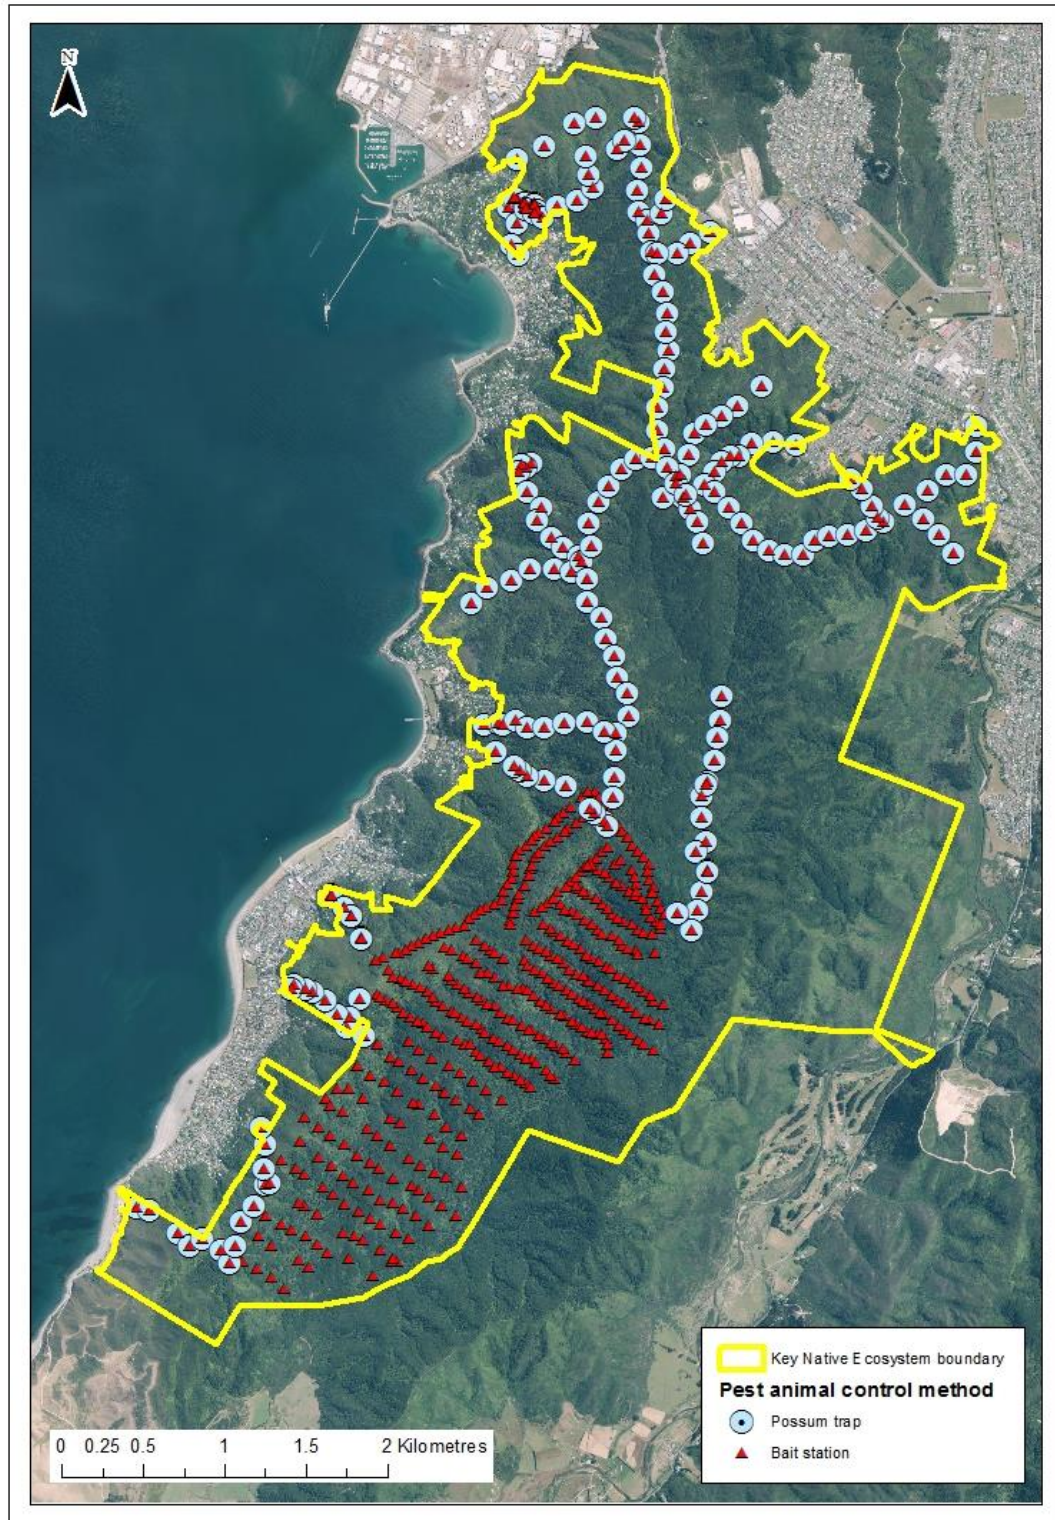 N
Key Native Ecosystem boundary
Pest animal control method
Possum trap
Bait station
0 0.25 0.5 1 1.5 2 Kilometres